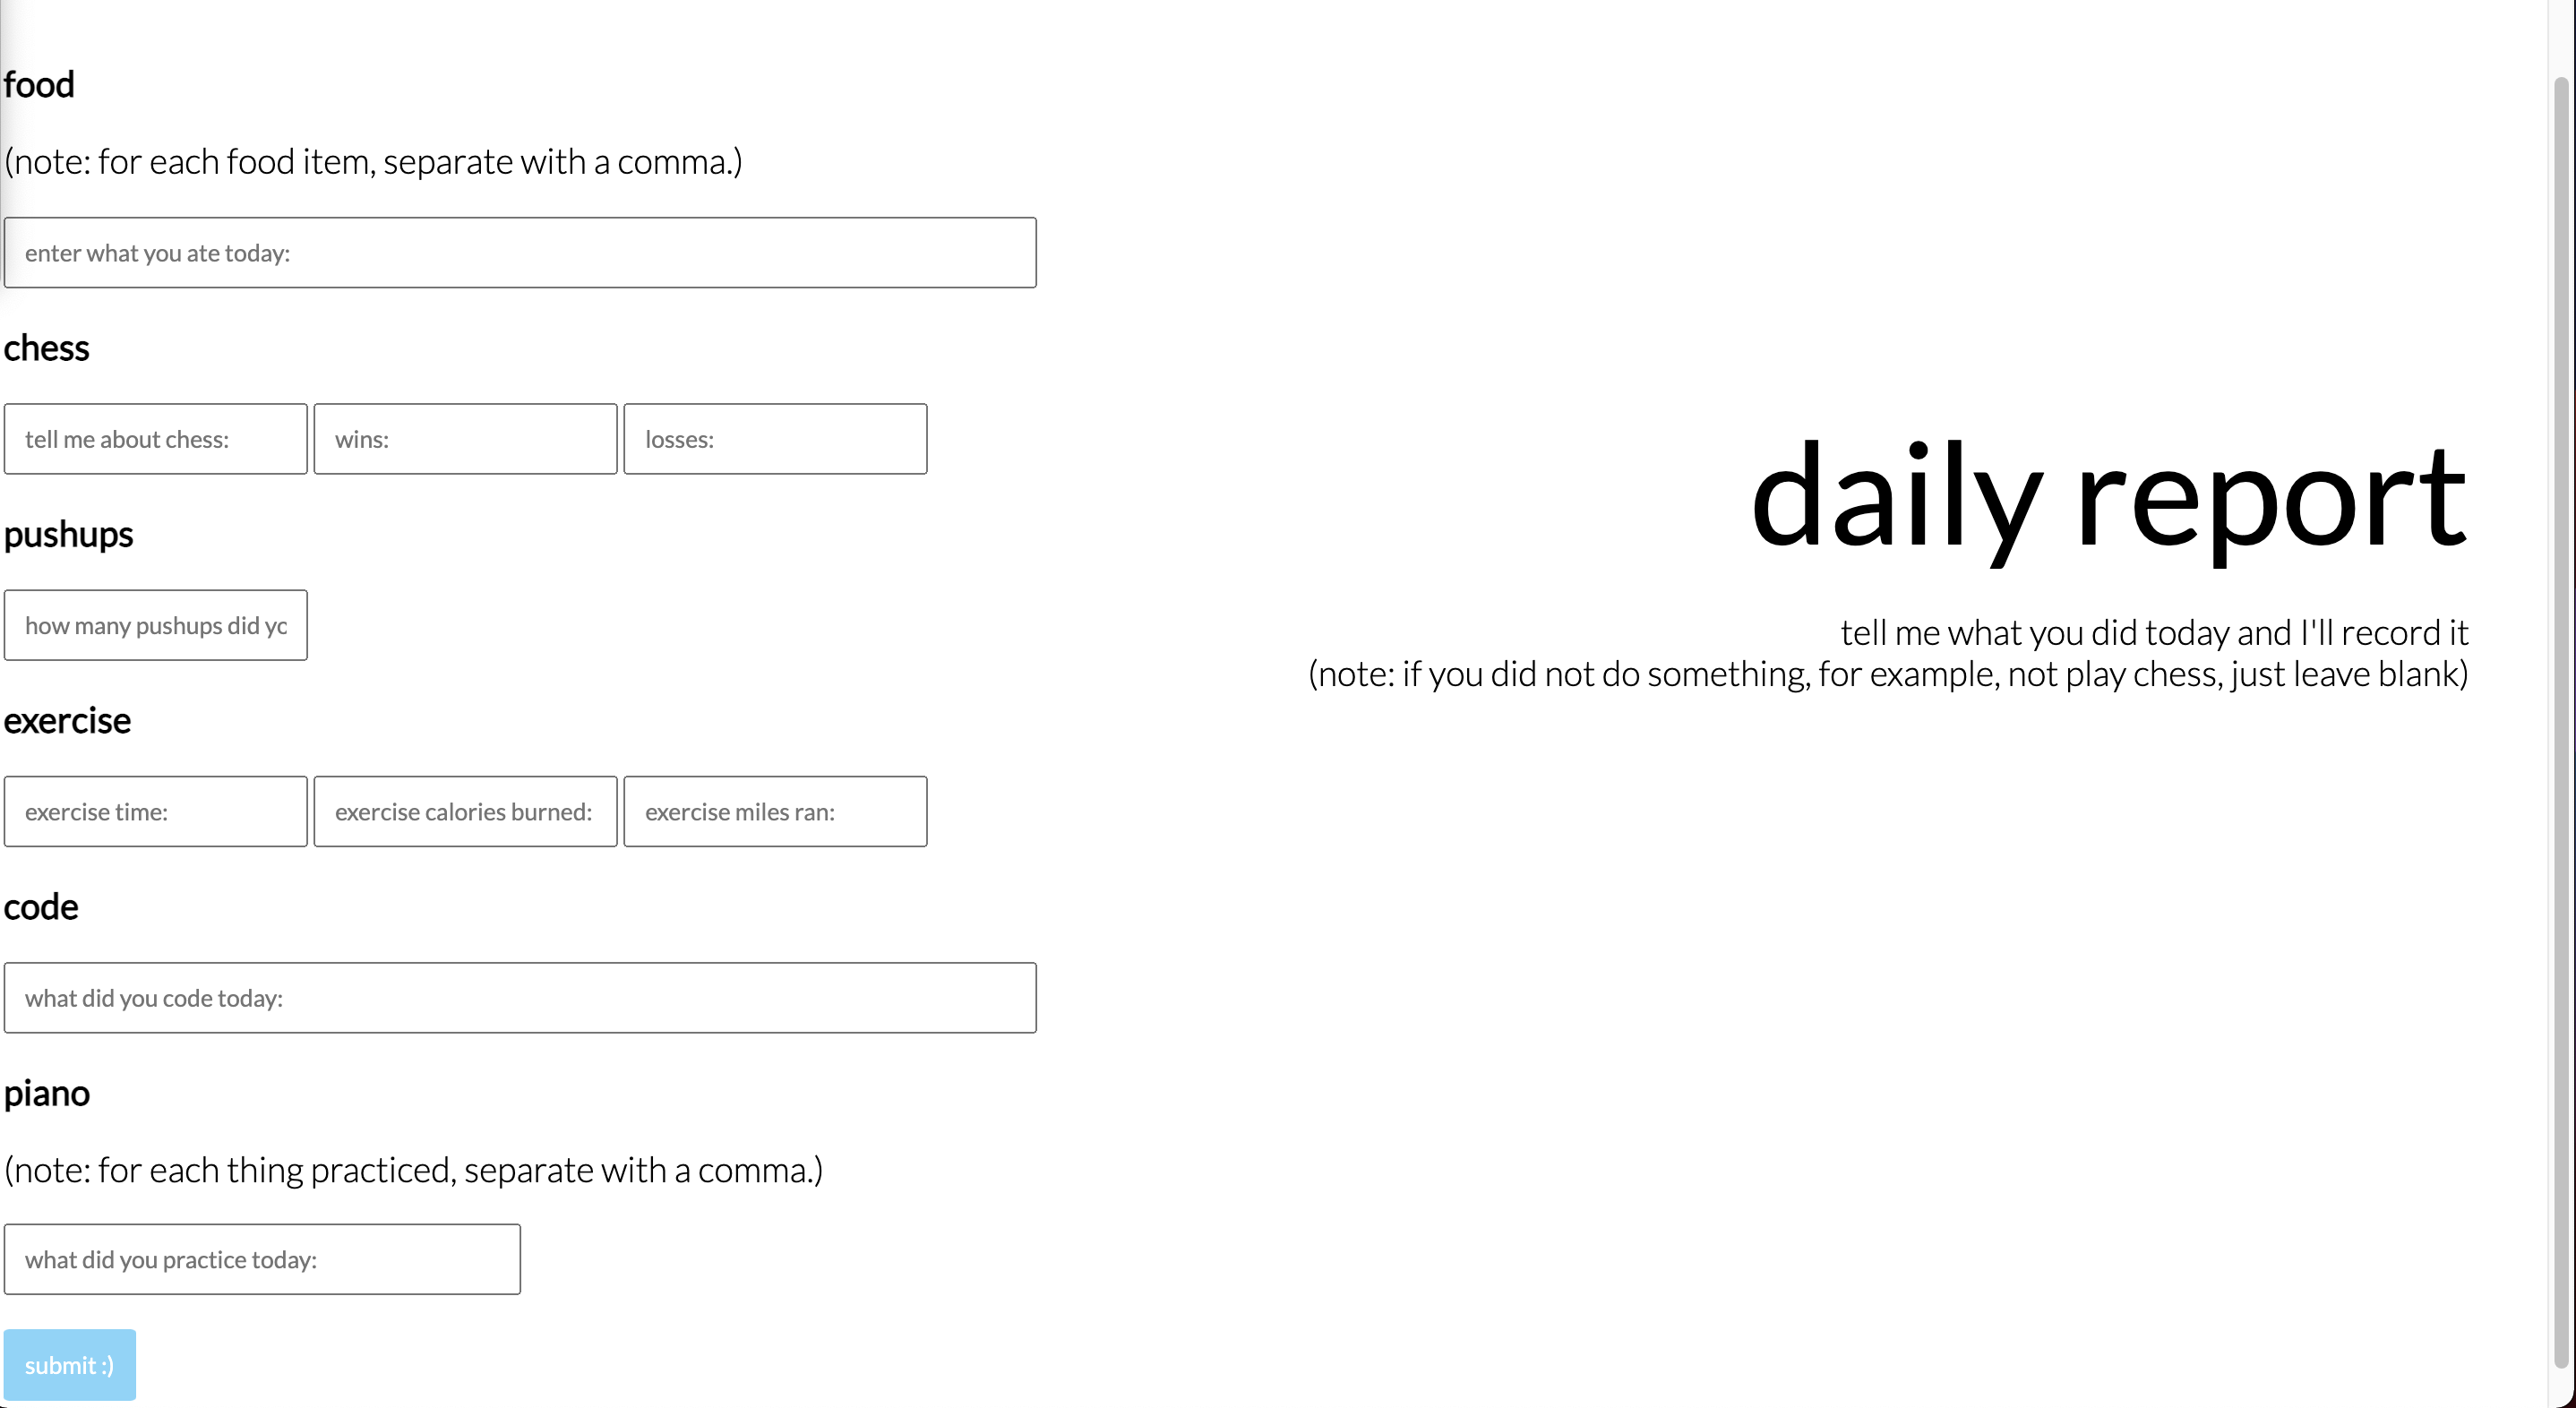 food
(note: for each food item, separate with a comma.)
enter what you ate today:
chess
tell me about chess:
wins:
losses:
pushups
how many pushups did yc
exercise
exercise time:
exercise calories burned:
exercise miles ran:
code
what did you code today:
piano
(note: for each thing practiced, separate with a comma.)
what did you practice today:
submit :)
daily report
tell me what you did today and I'll record it
(note: if you did not do something, for example, not play chess, just leave blank)